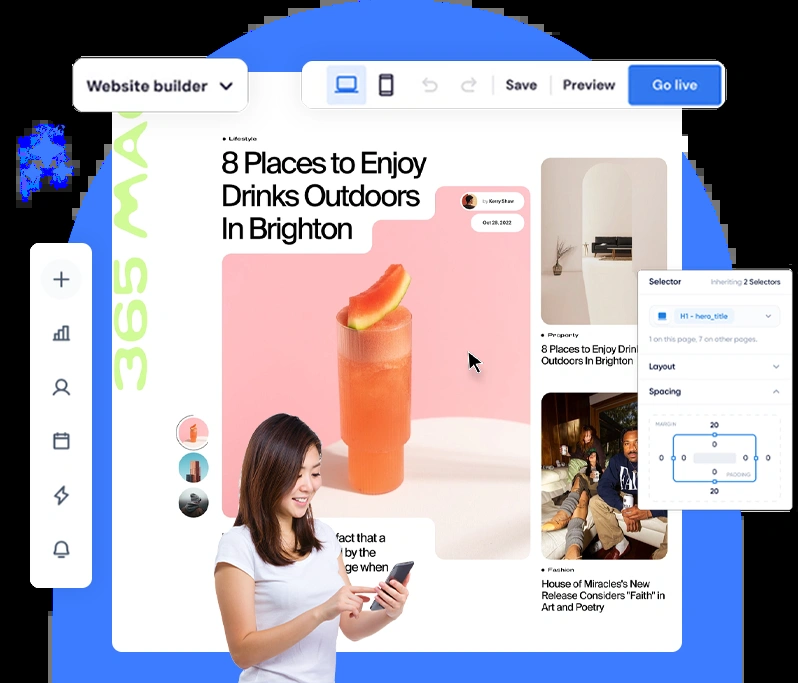 Website builder
Save
Preview
Go live
365 MAG
Lifestyle
8 Places to Enjoy
Drinks Outdoors
In Brighton
by Kerry Shaw
Oct 28, 2022
fact that a
by the
ge when
Property
8 Places to Enjoy Drin
Outdoors In Brighton
Fashion
House of Miracles's New
Release Considers "Faith" in
Art and Poetry
Selector
Inheriting 2 Selectors
H1 - hero_title
1 on this page, 7 on other pages.
Layout
Spacing
MARGIN
20
0
0 0 0 0
0
PADDING
20